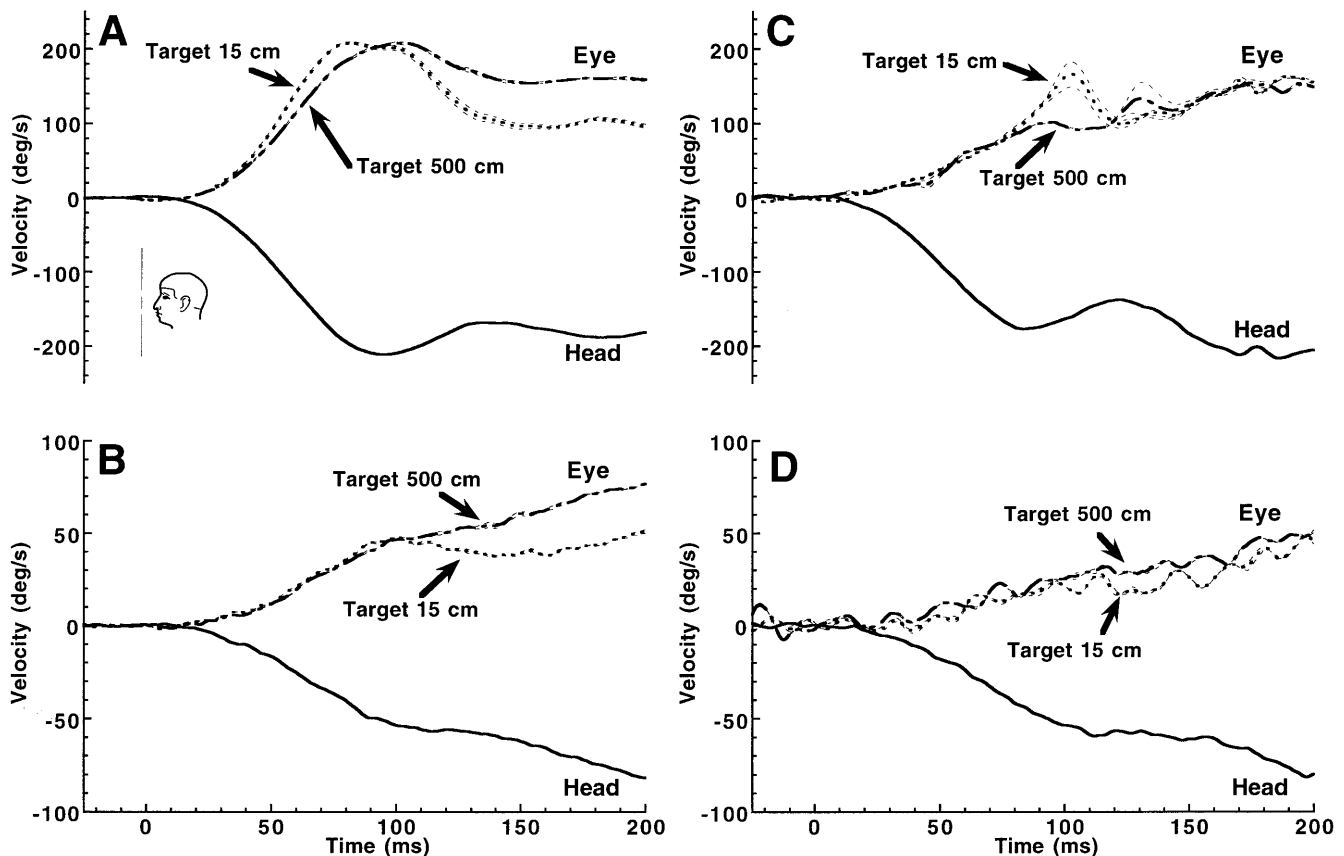 A
200
100
0
-100
-200
Velocity (deg/s)
Target 15 cm
Target 500 cm
Eye
Head
C
200
100
0
-100
-200
Velocity (deg/s)
Target 15 cm
Target 500 cm
Eye
Head
B
100
50
0
-50
-100
Velocity (deg/s)
Target 500 cm
Target 15 cm
Eye
Head
0 50 100 150 200
Time (ms)
D
100
50
0
-50
-100
Velocity (deg/s)
Target 500 cm
Target 15 cm
Eye
Head
0 50 100 150 200
Time (ms)